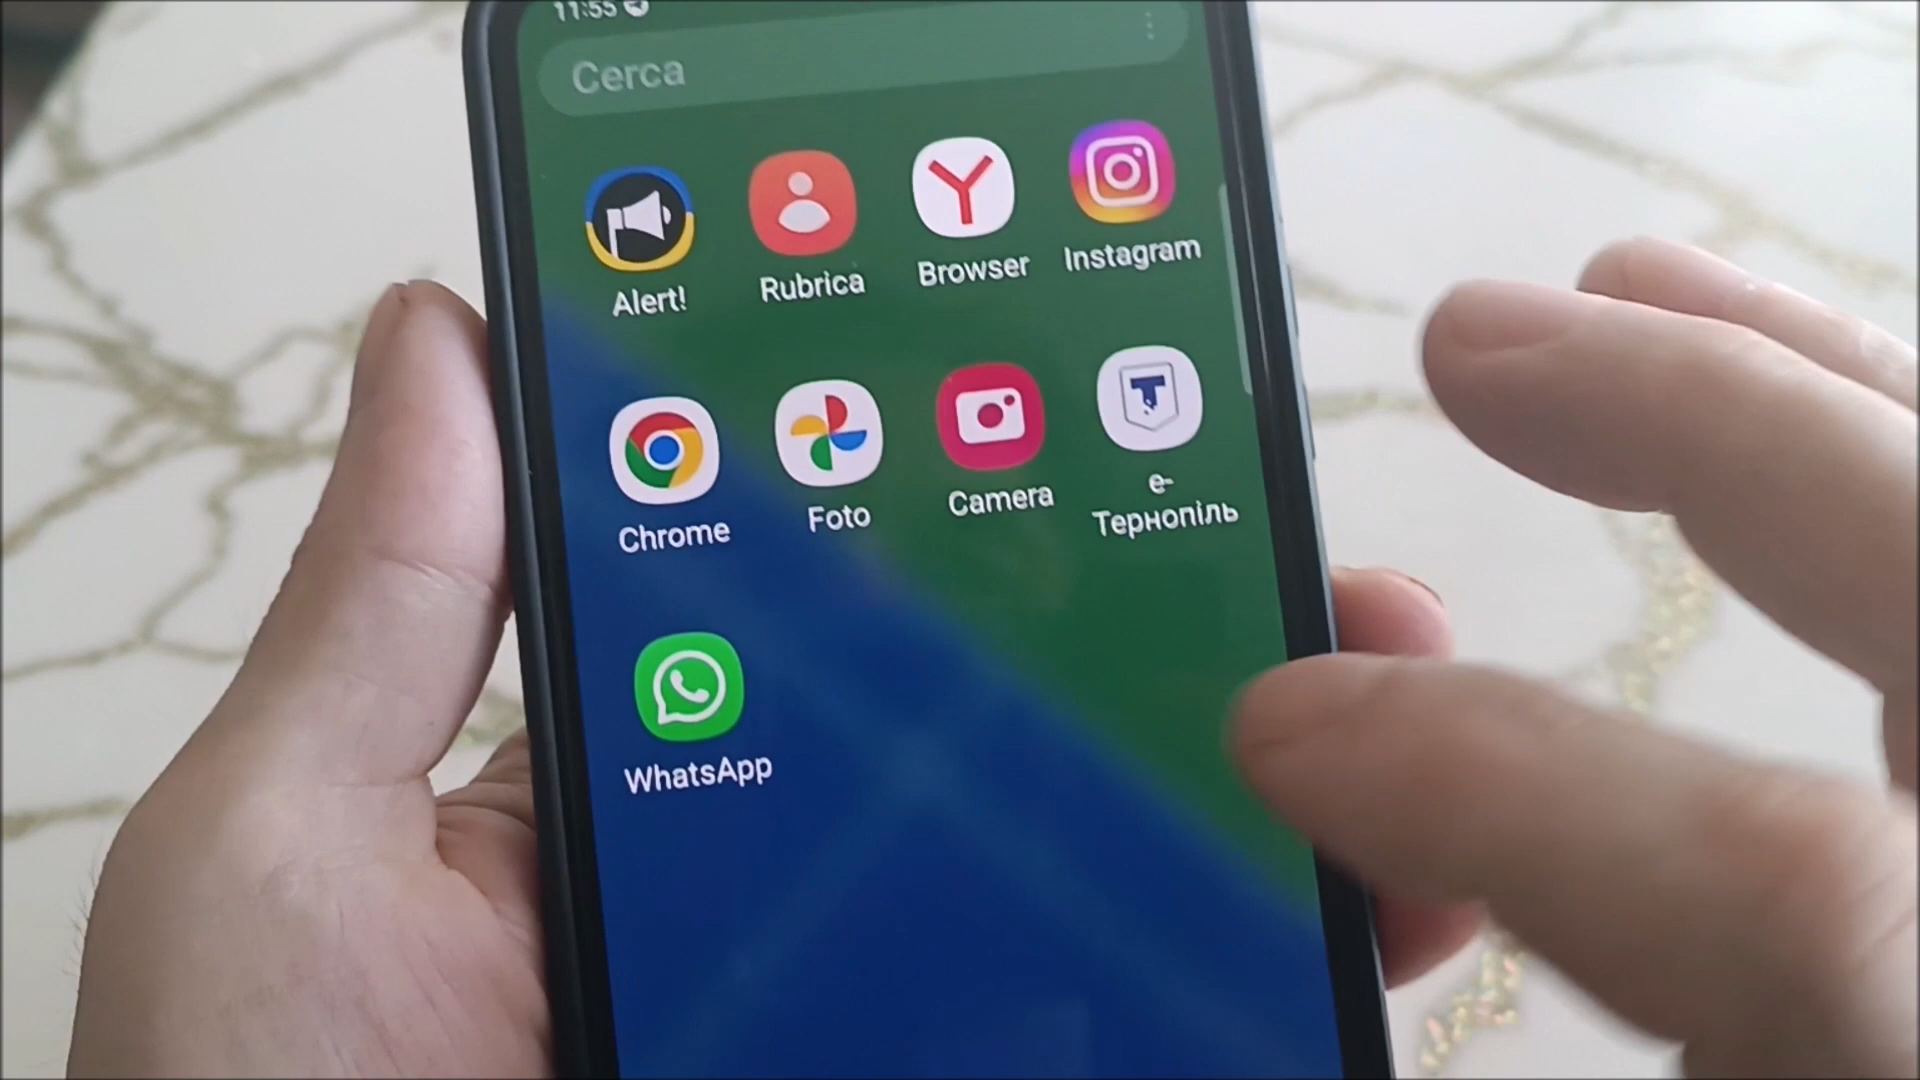 11:55
Cerca
Alert!
Rubrica
Browser
Instagram
Chrome
Foto
Camera
е-
Тернопіль
WhatsApp